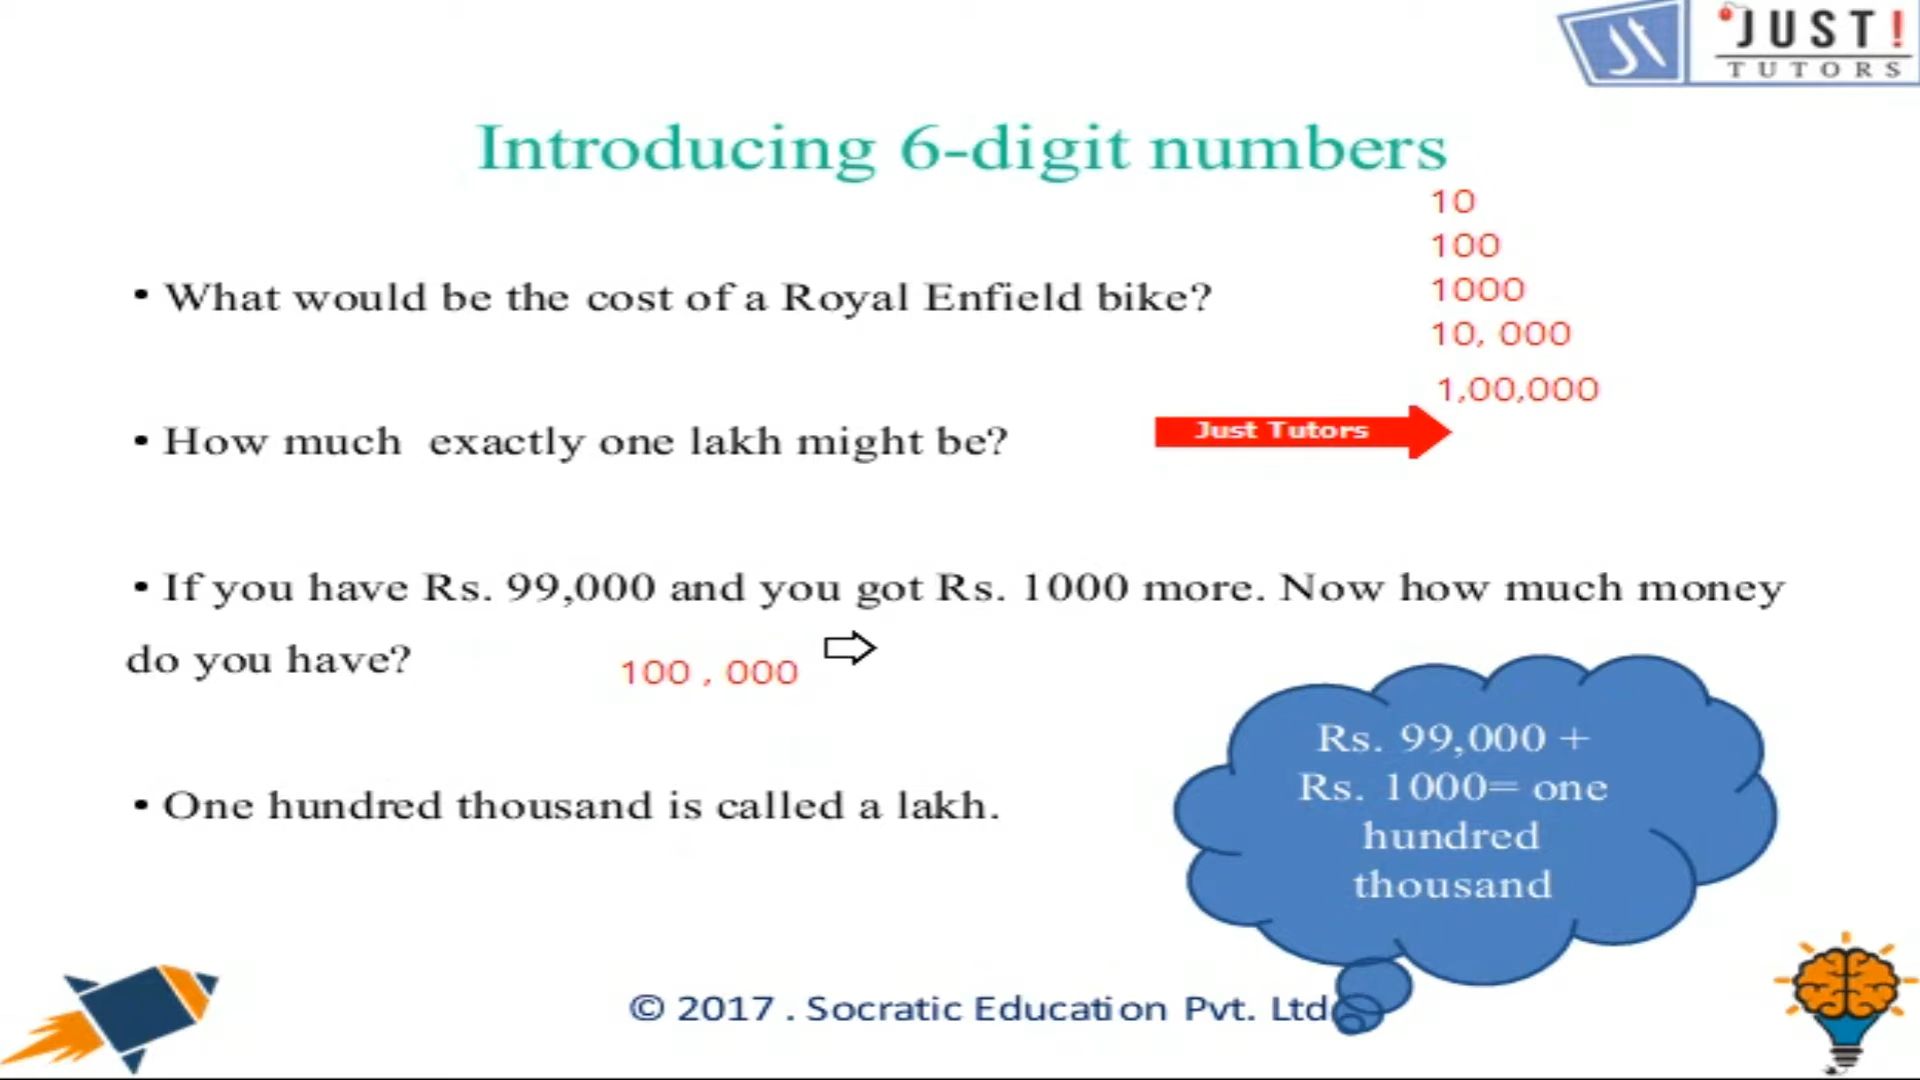 JUST!
TUTORS
Introducing 6-digit numbers
10
100
• What would be the cost of a Royal Enfield bike?
1000
10, 000
1,00,000
• How much exactly one lakh might be?
Just Tutors
• If you have Rs. 99,000 and you got Rs. 1000 more. Now how much money
do you have?
100 , 000
• One hundred thousand is called a lakh.
Rs. 99,000 +
Rs. 1000= one
hundred
thousand
© 2017 . Socratic Education Pvt. Ltd